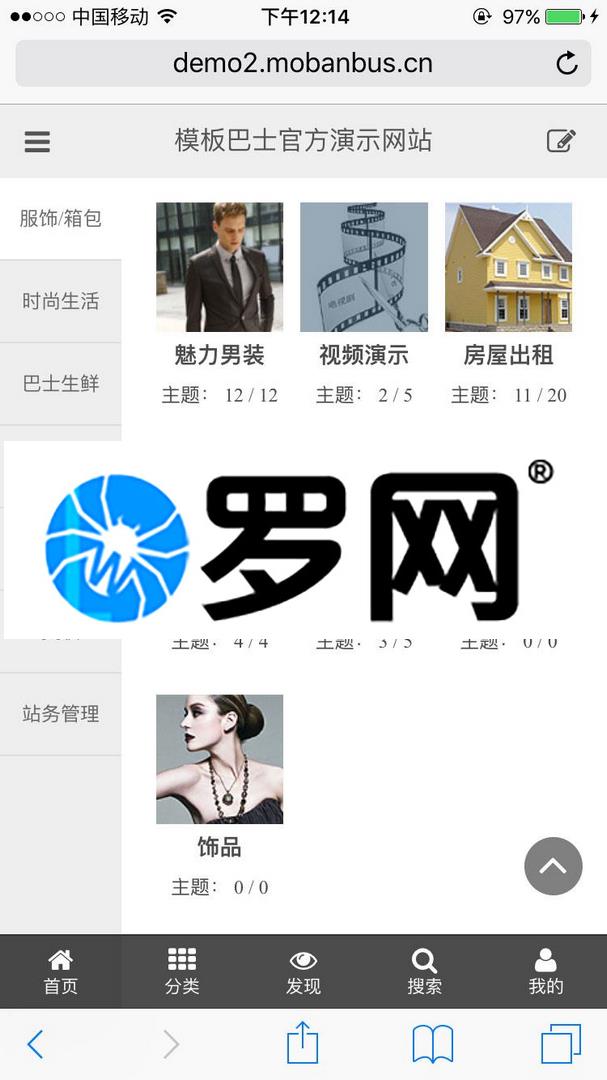 中国移动 下午12:14 97%
demo2.mobanbus.cn
模板巴士官方演示网站
服饰/箱包
时尚生活
巴士生鲜
站务管理
电视剧
魅力男装 视频演示 房屋出租
主题: 12 / 12 主题: 2 / 5 主题: 11 / 20
罗网®
主题: 4 / 4 主题: 3 / 5 主题: 0 / 0
饰品
主题: 0 / 0
首页 分类 发现 搜索 我的